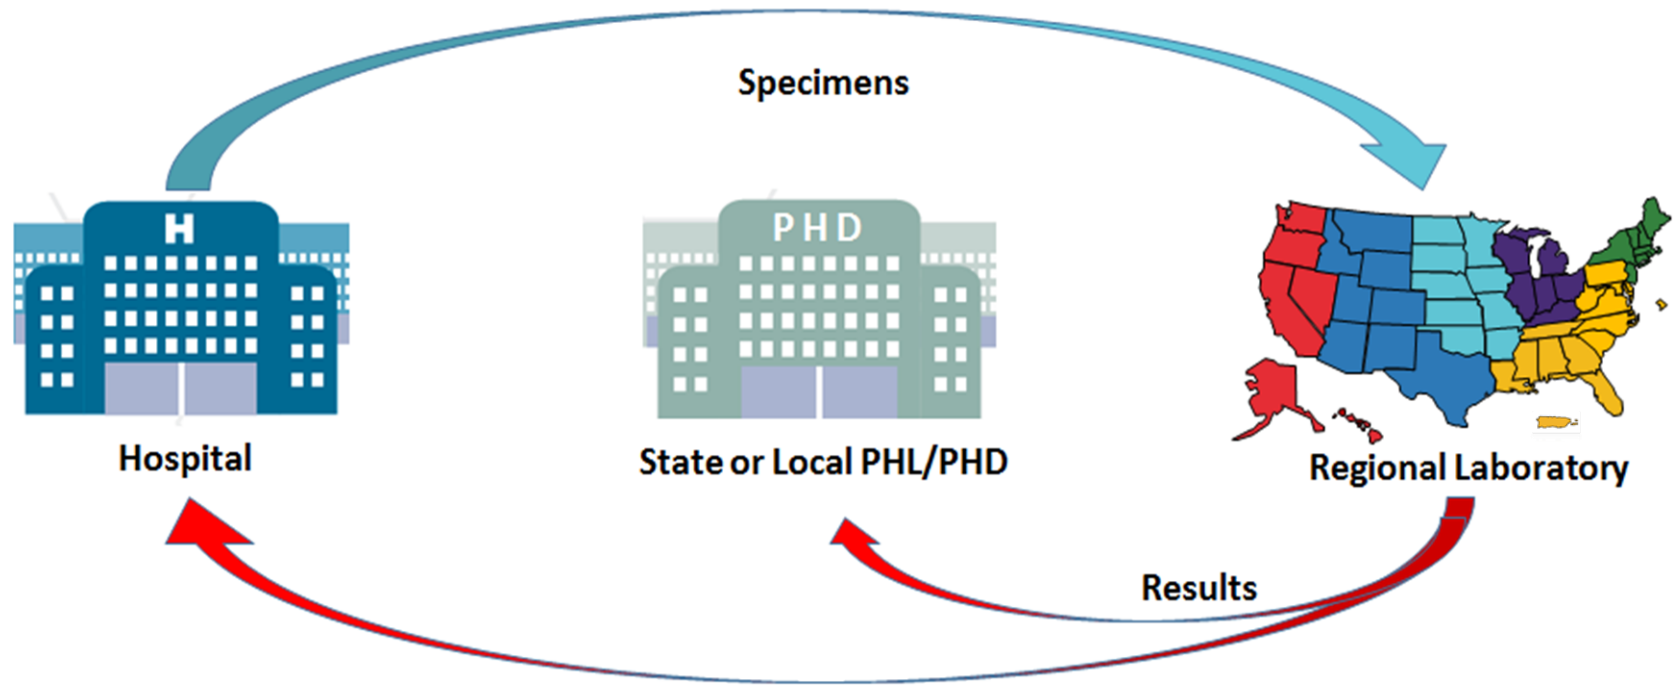 Specimens
H
PHD
Hospital
State or Local PHL/PHD
Regional Laboratory
Results